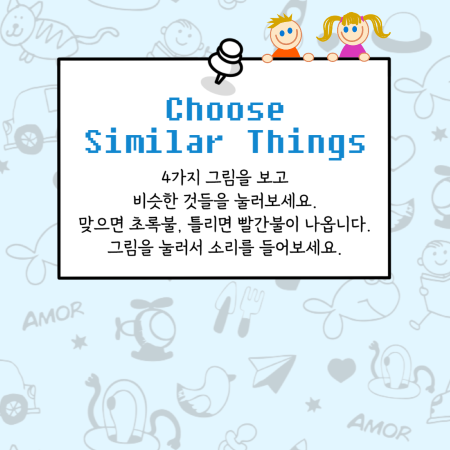 Choose
Similar Things
4가지 그림을 보고
비슷한 것들을 눌러보세요.
맞으면 초록불, 틀리면 빨간불이 나옵니다.
그림을 눌러서 소리를 들어보세요.
AMOR
AMOR